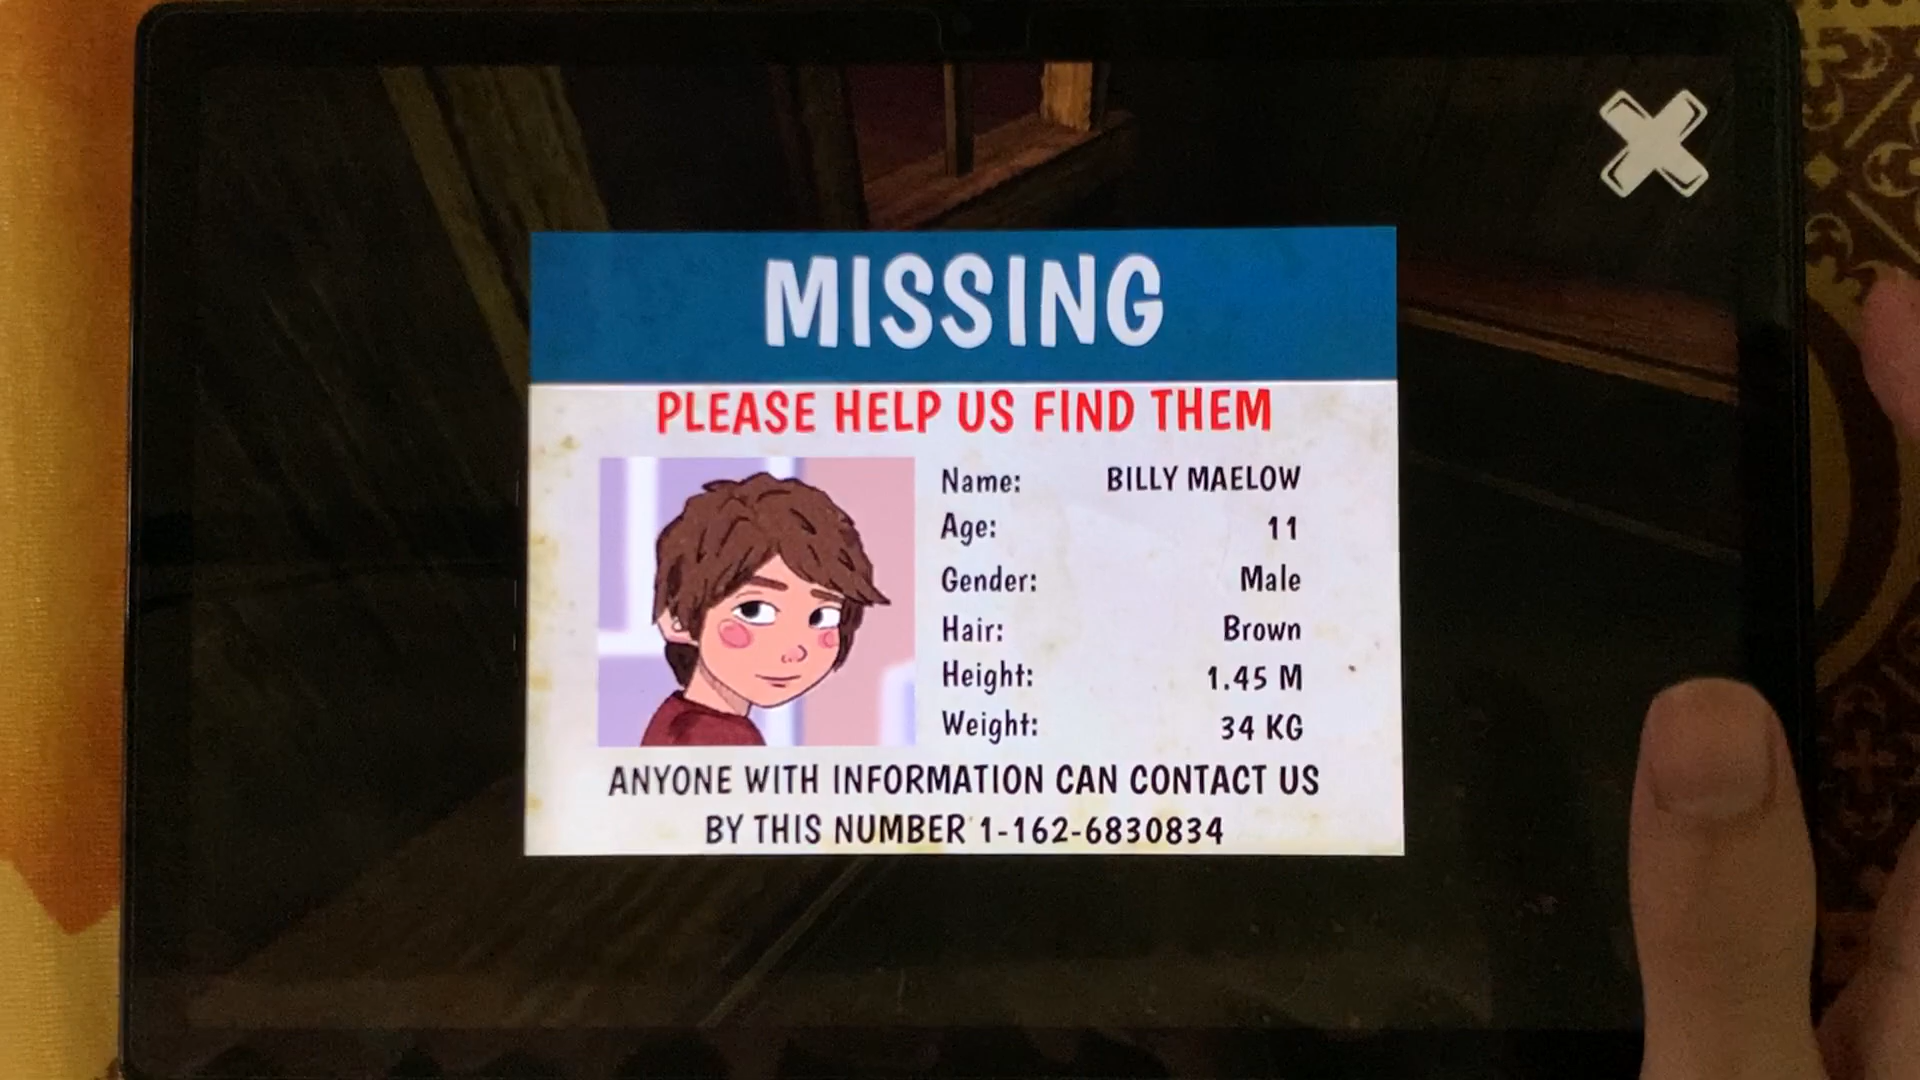 MISSING
PLEASE HELP US FIND THEM
Name: BILLY MAELOW
Age: 11
Gender: Male
Hair: Brown
Height: 1.45 M
Weight: 34 KG
ANYONE WITH INFORMATION CAN CONTACT US
BY THIS NUMBER 1-162-6830834